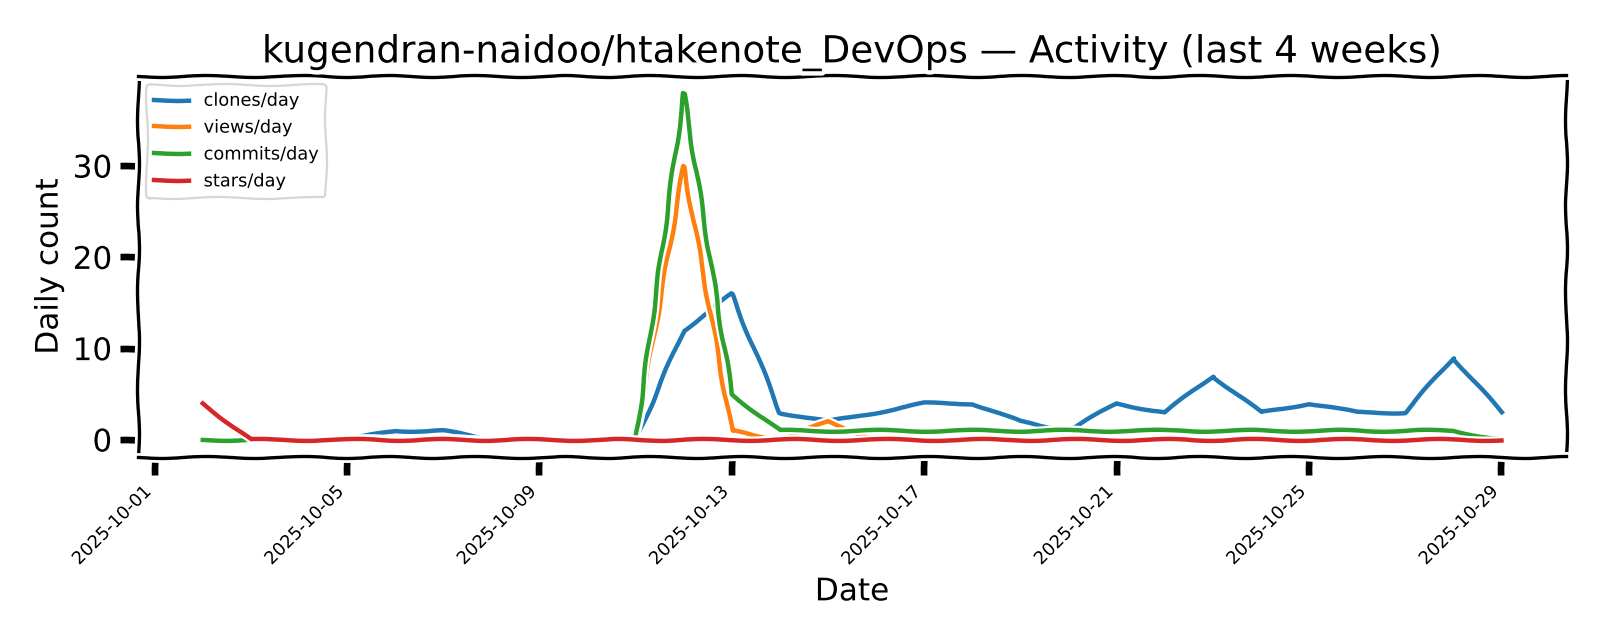 kugendran-naidoo/htakenote_DevOps — Activity (last 4 weeks)
clones/day
views/day
commits/day
stars/day
Daily count
30
20
10
0
2025-10-01
2025-10-05
2025-10-09
2025-10-13
2025-10-17
2025-10-21
2025-10-25
2025-10-29
Date